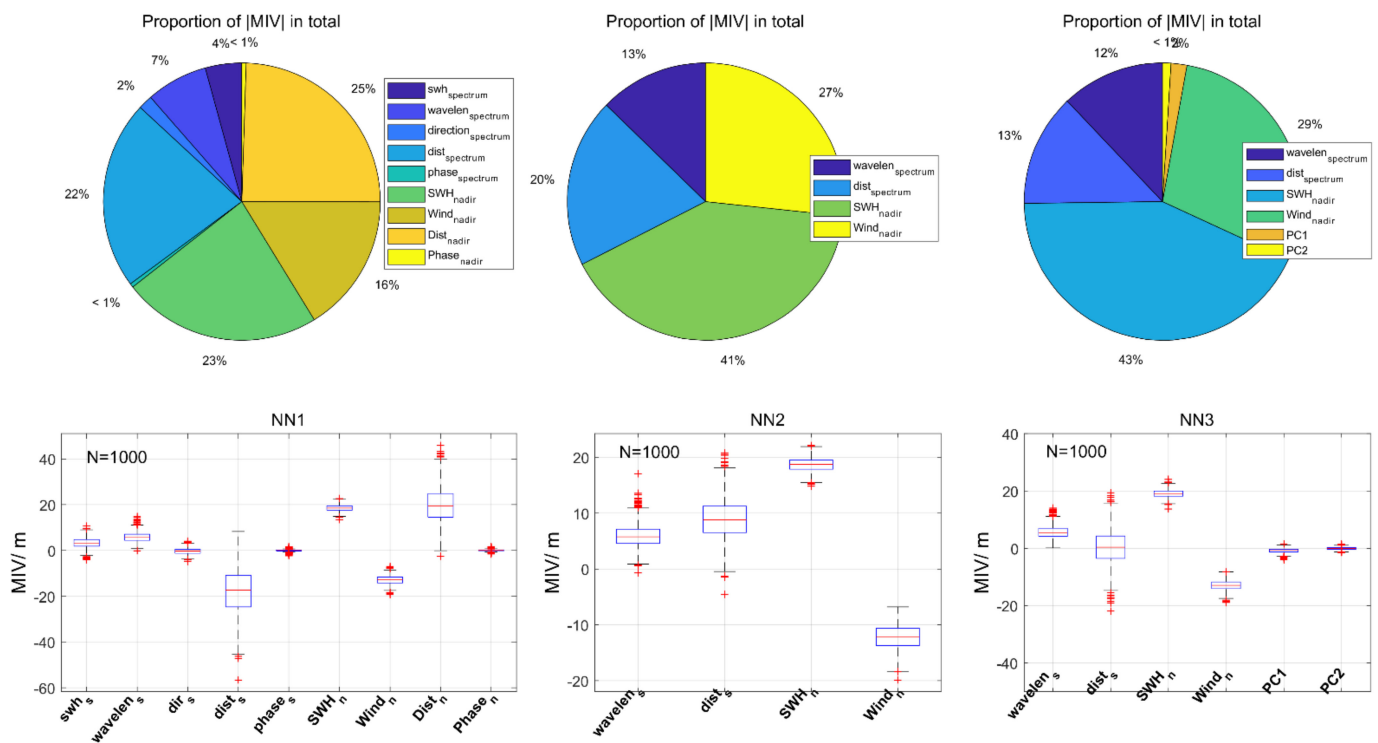 Proportion of |MIV| in total
4%
< 1%
7%
2%
25%
22%
16%
< 1%
23%
swh spectrum
wavelen spectrum
direction spectrum
dist spectrum
phase spectrum
SWH nadir
Wind nadir
Dist nadir
Phase nadir
Proportion of |MIV| in total
13%
27%
20%
41%
wavelen spectrum
dist spectrum
SWH nadir
Wind nadir
Proportion of |MIV| in total
< 1%
2%
12%
29%
13%
43%
wavelen spectrum
dist spectrum
SWH nadir
Wind nadir
PC1
PC2
NN1
N=1000
MIV/ m
40
20
0
-20
-40
-60
swh s
wavelen s
dir s
dist s
phase s
SWH n
Wind n
Dist n
Phase n
NN2
N=1000
MIV/ m
20
10
0
-10
-20
wavelen s
dist s
SWH n
Wind n
NN3
N=1000
MIV/ m
40
20
0
-20
-40
wavelen s
dist s
SWH n
Wind n
PC1
PC2